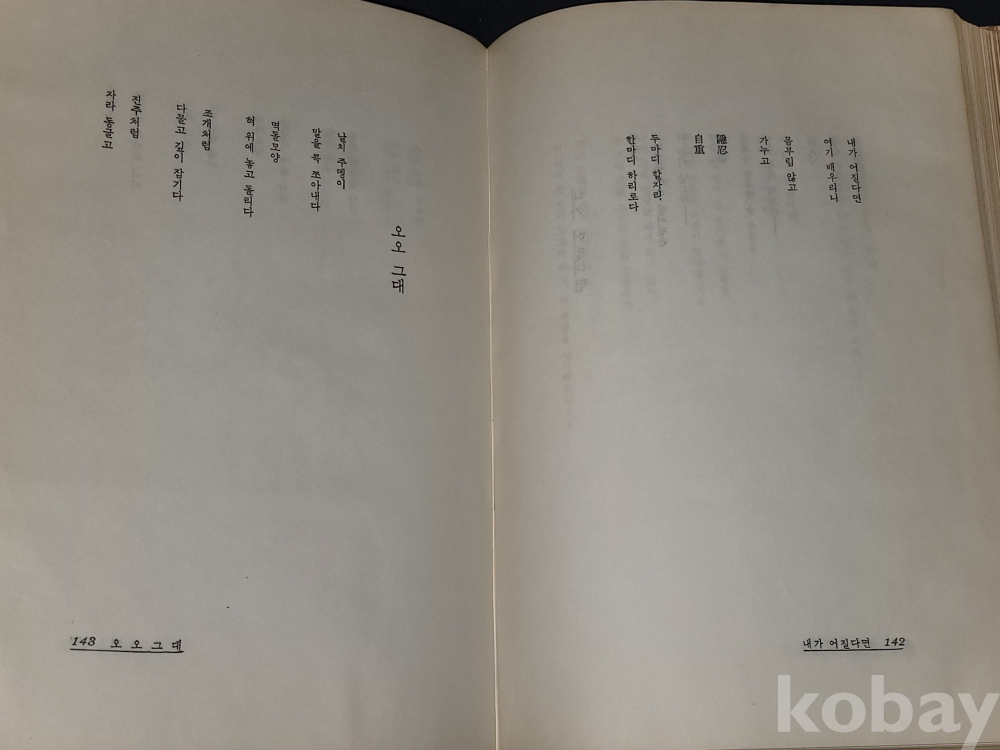 내가 어질다면
여기 배우리니
몸부림 않고
가누고
隱忍
自重
두마디 할자리
한마디 하리로다
내가 어질다면 142
오오 그대
날치 주뎅이
말을 콕 쪼아내다
멱돌모양
혀 위에 놓고 돌리다
조개처럼
다물고 깊이 잠기다
진주처럼
자라 동글고
143 오오그대
kobay